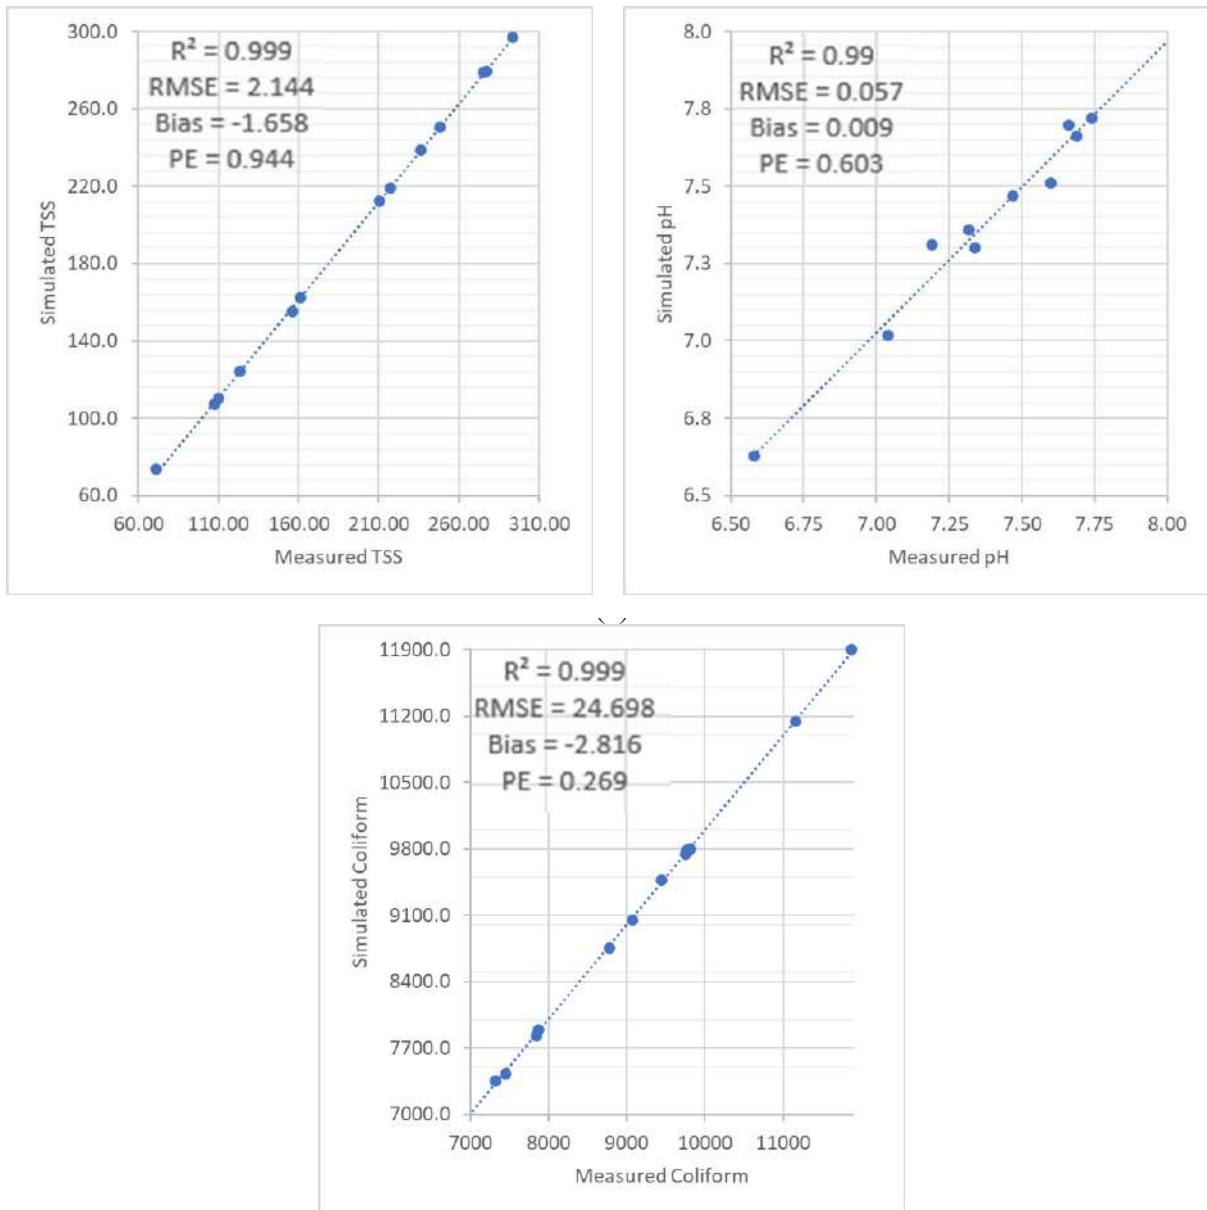 300.0
260.0
220.0
180.0
140.0
100.0
60.0
R² = 0.999
RMSE = 2.144
Bias = -1.658
PE = 0.944
Simulated TSS
60.00 110.00 160.00 210.00 260.00 310.00
Measured TSS
8.0
7.8
7.5
7.3
7.0
6.8
6.5
R² = 0.99
RMSE = 0.057
Bias = 0.009
PE = 0.603
Simulated pH
6.50 6.75 7.00 7.25 7.50 7.75 8.00
Measured pH
11900.0
11200.0
10500.0
9800.0
9100.0
8400.0
7700.0
7000.0
R² = 0.999
RMSE = 24.698
Bias = -2.816
PE = 0.269
Simulated Coliform
7000 8000 9000 10000 11000
Measured Coliform